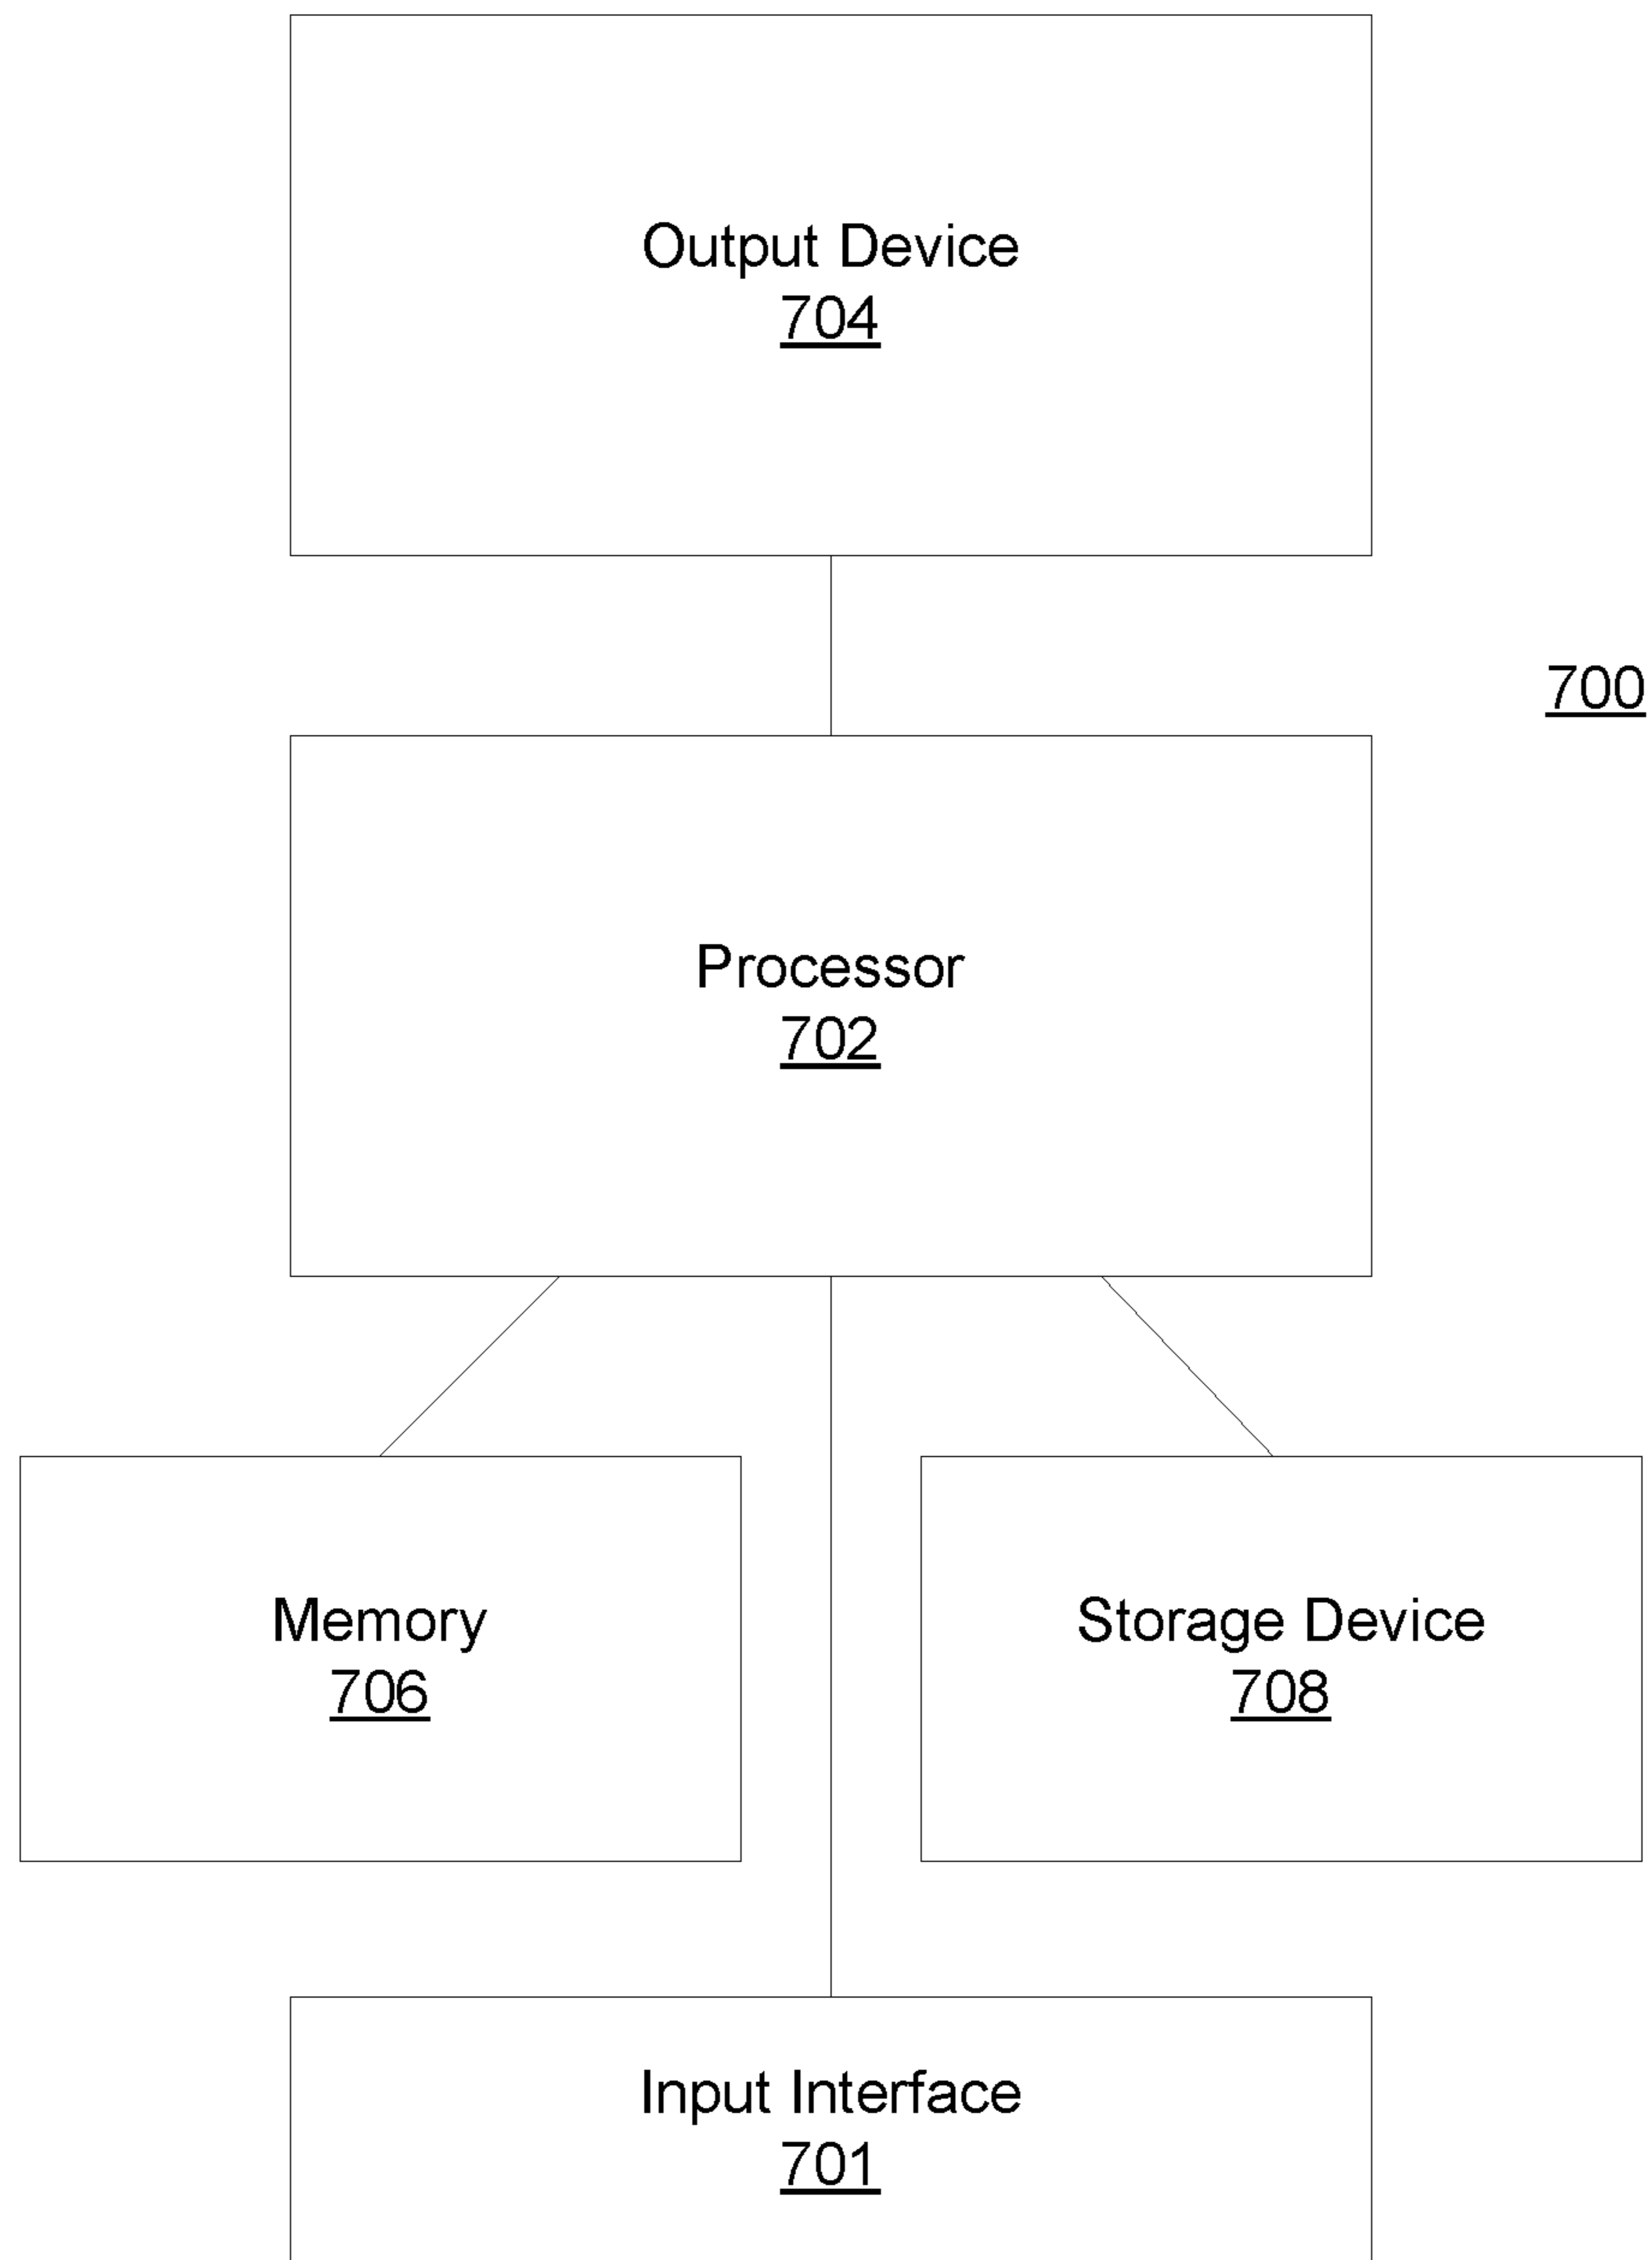 Output Device
704
700
Processor
702
Memory
706
Storage Device
708
Input Interface
701